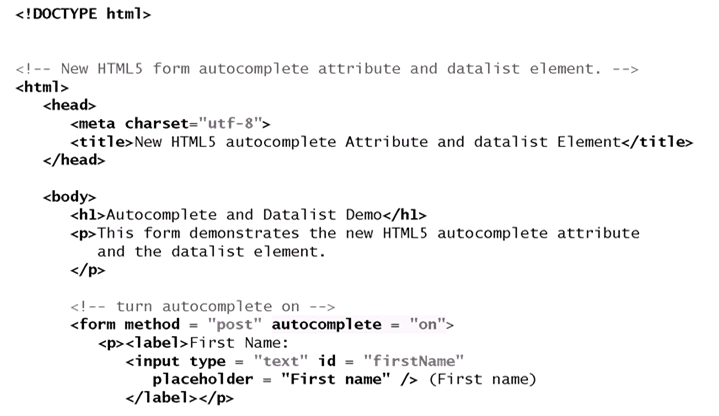 <!DOCTYPE html>
<!-- New HTML5 form autocomplete attribute and datalist element. -->
<html>
<head>
<meta charset="utf-8">
<title>New HTML5 autocomplete Attribute and datalist Element</title>
</head>
<body>
<h1>Autocomplete and Datalist Demo</h1>
<p>This form demonstrates the new HTML5 autocomplete attribute
and the datalist element.
</p>
<!-- turn autocomplete on -->
<form method = "post" autocomplete = "on">
<p><label>First Name:
<input type = "text" id = "firstName"
placeholder = "First name" /> (First name)
</label></p>